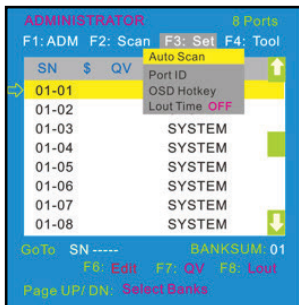 ADMINISTRATOR 8 Ports
F1: ADM F2: Scan F3: Set F4: Tool
SN $ QV
Auto Scan
Port ID
OSD Hotkey
Lout Time OFF
01-01
01-02
01-03 SYSTEM
01-04 SYSTEM
01-05 SYSTEM
01-06 SYSTEM
01-07 SYSTEM
01-08 SYSTEM
GoTo SN ----- BANKSUM: 01
F6: Edit F7: QV F8: Lout
Page UP/ DN: Select Banks